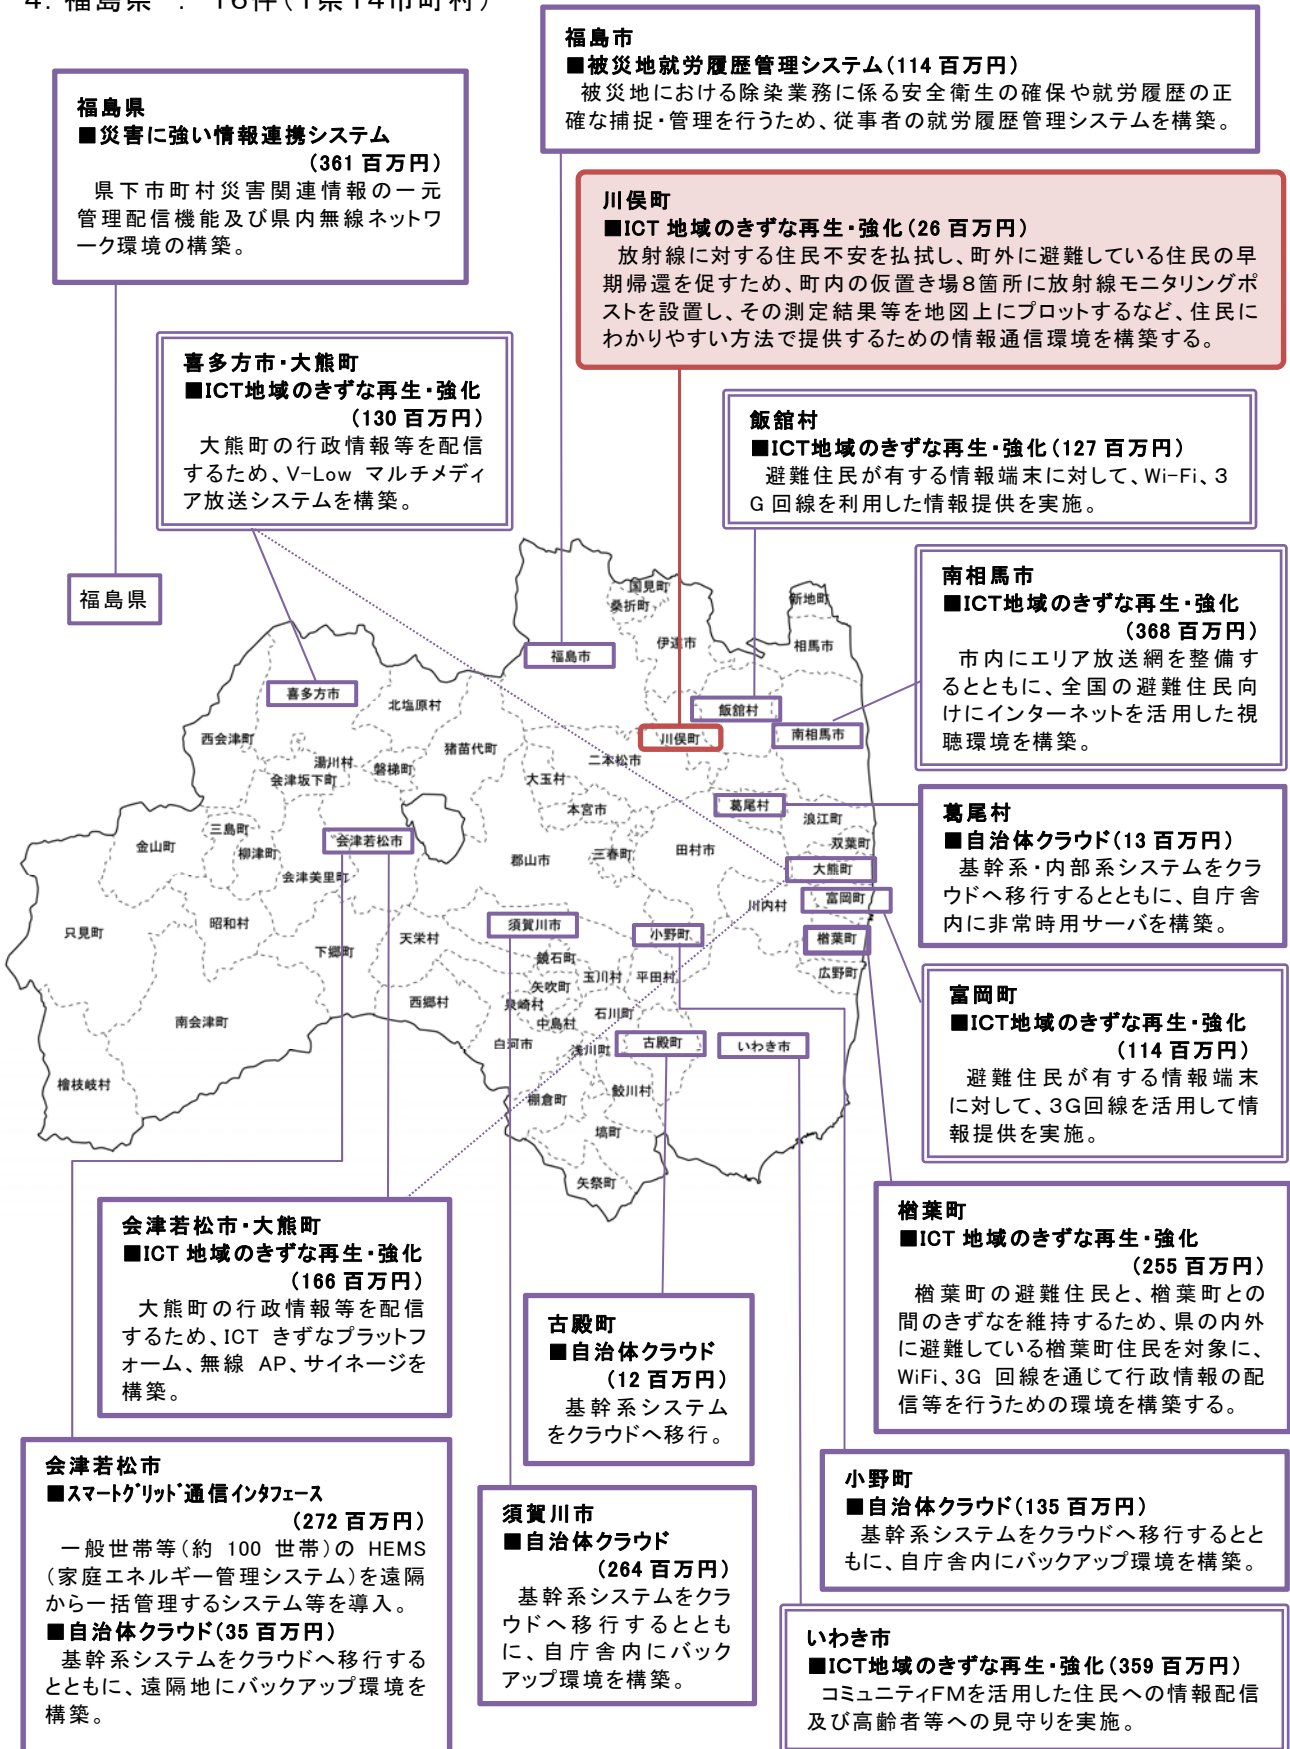 4. 福島県 : 16件(1県14市町村)
福島市
■被災地就労履歴管理システム(114 百万円)
被災地における除染業務に係る安全衛生の確保や就労履歴の正
確な捕捉・管理を行うため、従事者の就労履歴管理システムを構築。
福島県
■災害に強い情報連携システム
(361 百万円)
県下市町村災害関連情報の一元
管理配信機能及び県内無線ネットワ
ーク環境の構築。
川俣町
■ICT 地域のきずな再生・強化(26 百万円)
放射線に対する住民不安を払拭し、町外に避難している住民の早
期帰還を促すため、町内の仮置き場8箇所に放射線モニタリングポ
ストを設置し、その測定結果等を地図上にプロットするなど、住民に
わかりやすい方法で提供するための情報通信環境を構築する。
喜多方市・大熊町
■ICT地域のきずな再生・強化
(130 百万円)
大熊町の行政情報等を配信
するため、V-Low マルチメディ
ア放送システムを構築。
飯舘村
■ICT地域のきずな再生・強化(127 百万円)
避難住民が有する情報端末に対して、Wi-Fi、3
G 回線を利用した情報提供を実施。
南相馬市
■ICT地域のきずな再生・強化
(368 百万円)
市内にエリア放送網を整備す
るとともに、全国の避難住民向
けにインターネットを活用した視
聴環境を構築。
葛尾村
■自治体クラウド(13 百万円)
基幹系・内部系システムをクラ
ウドへ移行するとともに、自庁舎
内に非常時用サーバを構築。
富岡町
■ICT地域のきずな再生・強化
(114 百万円)
避難住民が有する情報端末
に対して、3G回線を活用して情
報提供を実施。
福島県
国見町
桑折町
新地町
伊達市
相馬市
福島市
喜多方市
北塩原村
飯舘村
南相馬市
川俣町
西会津町
猪苗代町
二本松市
湯川村
磐梯町
会津坂下町
大玉村
本宮市
葛尾村
浪江町
三島町
金山町
柳津町
会津若松市
双葉町
郡山市
三春町
田村市
大熊町
会津美里町
富岡町
川内村
昭和村
只見町
須賀川市
小野町
楢葉町
天栄村
下郷町
鏡石町
広野町
玉川村
平田村
矢吹町
西郷村
泉崎村
石川町
南会津町
中島村
白河市
浅川町
古殿町
いわき市
檜枝岐村
棚倉町
鮫川村
塙町
矢祭町
会津若松市・大熊町
■ICT 地域のきずな再生・強化
(166 百万円)
大熊町の行政情報等を配信
するため、ICT きずなプラットフ
ォーム、無線 AP、サイネージを
構築。
楢葉町
■ICT 地域のきずな再生・強化
(255 百万円)
楢葉町の避難住民と、楢葉町との
間のきずなを維持するため、県の内外
に避難している楢葉町住民を対象に、
WiFi、3G 回線を通じて行政情報の配
信等を行うための環境を構築する。
古殿町
■自治体クラウド
(12 百万円)
基幹系システム
をクラウドへ移行。
会津若松市
■スマートグリッド通信インタフェース
(272 百万円)
一般世帯等(約 100 世帯)の HEMS
(家庭エネルギー管理システム)を遠隔
から一括管理するシステム等を導入。
■自治体クラウド(35 百万円)
基幹系システムをクラウドへ移行する
とともに、遠隔地にバックアップ環境を
構築。
須賀川市
■自治体クラウド
(264 百万円)
基幹系システムをクラ
ウドへ移行するととも
に、自庁舎内にバック
アップ環境を構築。
小野町
■自治体クラウド(135 百万円)
基幹系システムをクラウドへ移行するとと
もに、自庁舎内にバックアップ環境を構築。
いわき市
■ICT地域のきずな再生・強化(359 百万円)
コミュニティFMを活用した住民への情報配信
及び高齢者等への見守りを実施。